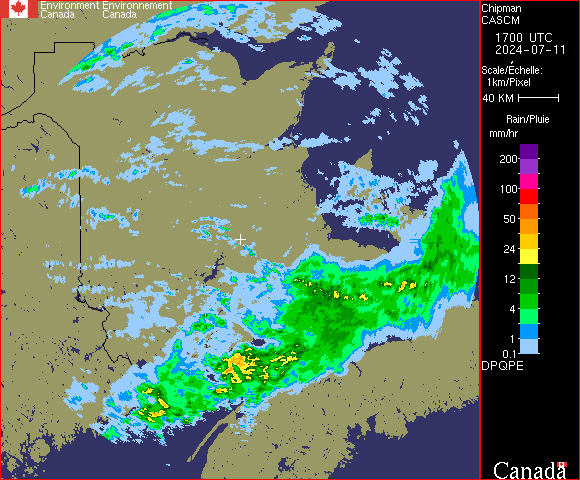 Environment Environnement
Canada Canada
Chipman
CASCM
1700 UTC
2024-07-11
Scale/Échelle:
1km/Pixel
40 KM
Rain/Pluie
mm/hr
200
100
50
24
12
4
1
0.1
DPQPE
Canada